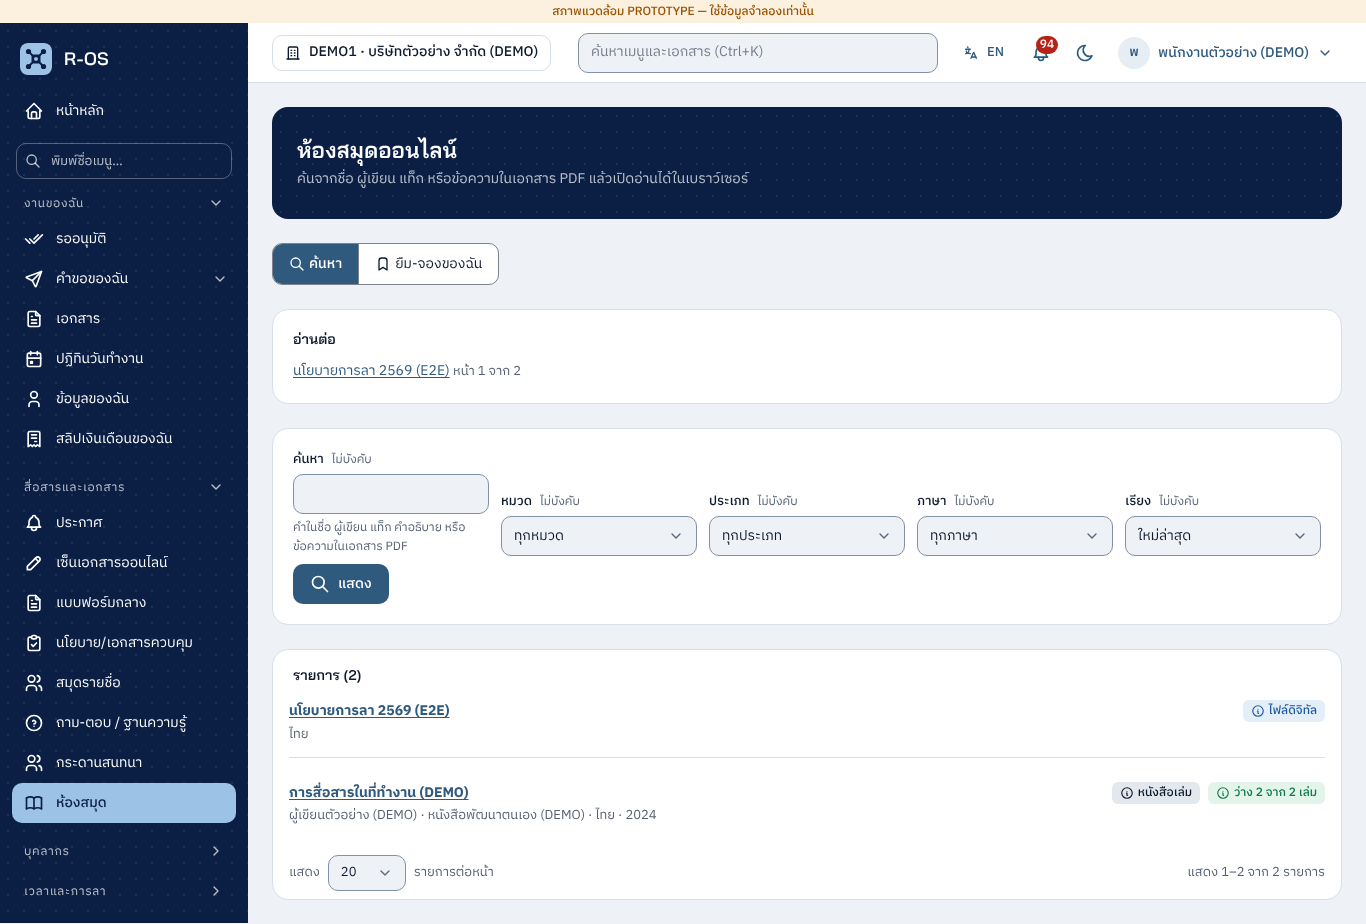 สภาพแวดล้อม PROTOTYPE — ใช้ข้อมูลจำลองเท่านั้น
R-OS
หน้าหลัก
พิมพ์ชื่อเมนู...
งานของฉัน
รออนุมัติ
คำขอของฉัน
เอกสาร
ปฏิทินวันทำงาน
ข้อมูลของฉัน
สลิปเงินเดือนของฉัน
สื่อสารและเอกสาร
ประกาศ
เซ็นเอกสารออนไลน์
แบบฟอร์มกลาง
นโยบาย/เอกสารควบคุม
สมุดรายชื่อ
ถาม-ตอบ / ฐานความรู้
กระดานสนทนา
ห้องสมุด
บุคลากร
เวลาและการลา
DEMO1 · บริษัทตัวอย่าง จำกัด (DEMO)
ค้นหาเมนูและเอกสาร (Ctrl+K)
EN
94
พ
พนักงานตัวอย่าง (DEMO)
ห้องสมุดออนไลน์
ค้นจากชื่อ ผู้เขียน แท็ก หรือข้อความในเอกสาร PDF แล้วเปิดอ่านได้ในเบราว์เซอร์
ค้นหา
ยืม-จองของฉัน
อ่านต่อ
นโยบายการลา 2569 (E2E) หน้า 1 จาก 2
ค้นหา ไม่บังคับ
คำในชื่อ ผู้เขียน แท็ก คำอธิบาย หรือ
ข้อความในเอกสาร PDF
หมวด ไม่บังคับ
ทุกหมวด
ประเภท ไม่บังคับ
ทุกประเภท
ภาษา ไม่บังคับ
ทุกภาษา
เรียง ไม่บังคับ
ใหม่ล่าสุด
แสดง
รายการ (2)
นโยบายการลา 2569 (E2E)
ไฟล์ดิจิทัล
ไทย
การสื่อสารในที่ทำงาน (DEMO)
หนังสือเล่ม
ว่าง 2 จาก 2 เล่ม
ผู้เขียนตัวอย่าง (DEMO) · หนังสือพัฒนาตนเอง (DEMO) · ไทย · 2024
แสดง 20 รายการต่อหน้า
แสดง 1–2 จาก 2 รายการ